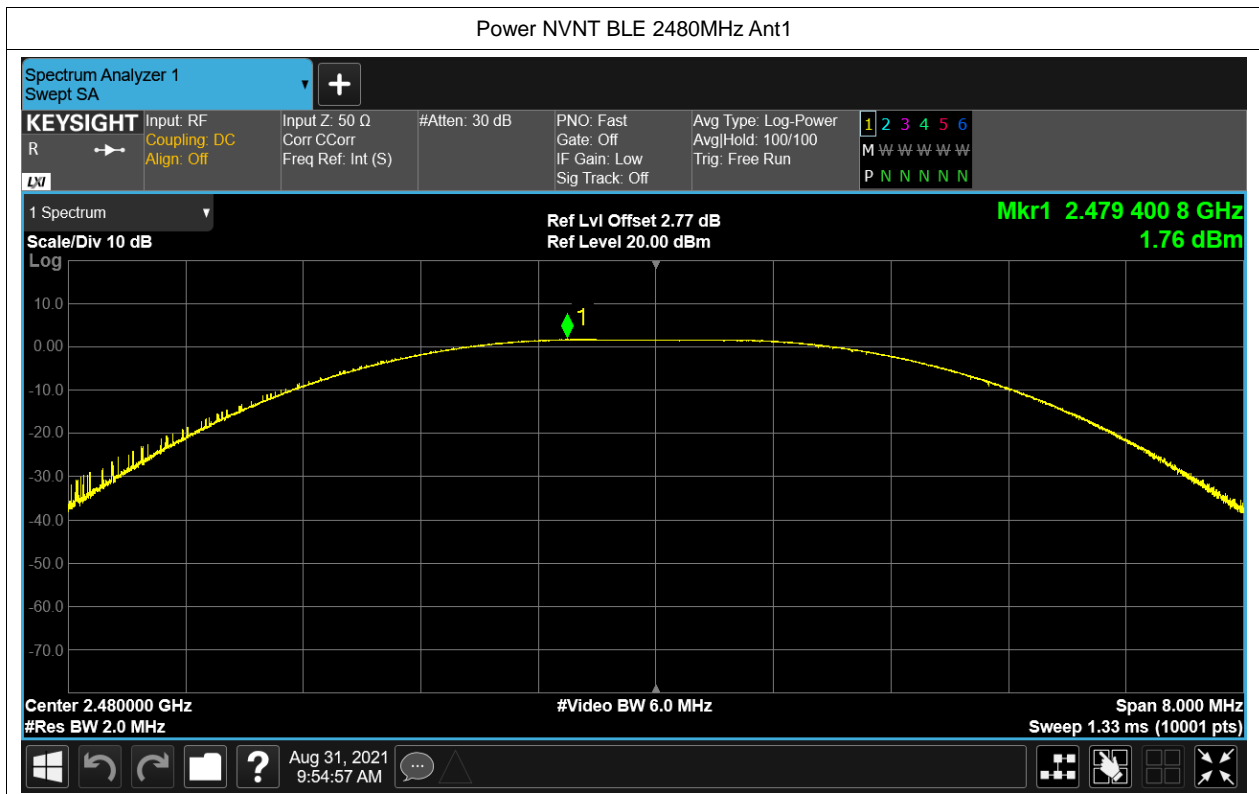 Power NVNT BLE 2480MHz Ant1
Spectrum Analyzer 1
Swept SA
KEYSIGHT
R
LXI
Input: RF
Coupling: DC
Align: Off
Input Z: 50 Ω
Corr CCorr
Freq Ref: Int (S)
#Atten: 30 dB
PNO: Fast
Gate: Off
IF Gain: Low
Sig Track: Off
Avg Type: Log-Power
Avg|Hold: 100/100
Trig: Free Run
1 2 3 4 5 6
M W W W W W
P N N N N N
1 Spectrum
Scale/Div 10 dB
Log
Ref Lvl Offset 2.77 dB
Ref Level 20.00 dBm
Mkr1 2.479 400 8 GHz
1.76 dBm
1
10.0
0.00
-10.0
-20.0
-30.0
-40.0
-50.0
-60.0
-70.0
Center 2.480000 GHz
#Res BW 2.0 MHz
#Video BW 6.0 MHz
Span 8.000 MHz
Sweep 1.33 ms (10001 pts)
?
Aug 31, 2021
9:54:57 AM